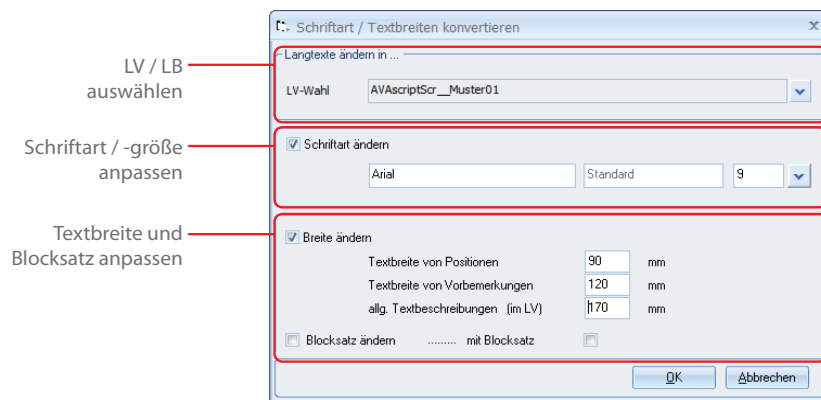 Schriftart / Textbreiten konvertieren
x
Langtexte ändern in ...
LV / LB
auswählen
LV-Wahl AVAscriptScr__Muster01
Schriftart / -größe
anpassen
Schriftart ändern
Arial Standard 9
Textbreite und
Blocksatz anpassen
Breite ändern
Textbreite von Positionen 90 mm
Textbreite von Vorbemerkungen 120 mm
allg. Textbeschreibungen (im LV) 170 mm
Blocksatz ändern ......... mit Blocksatz
OK Abbrechen